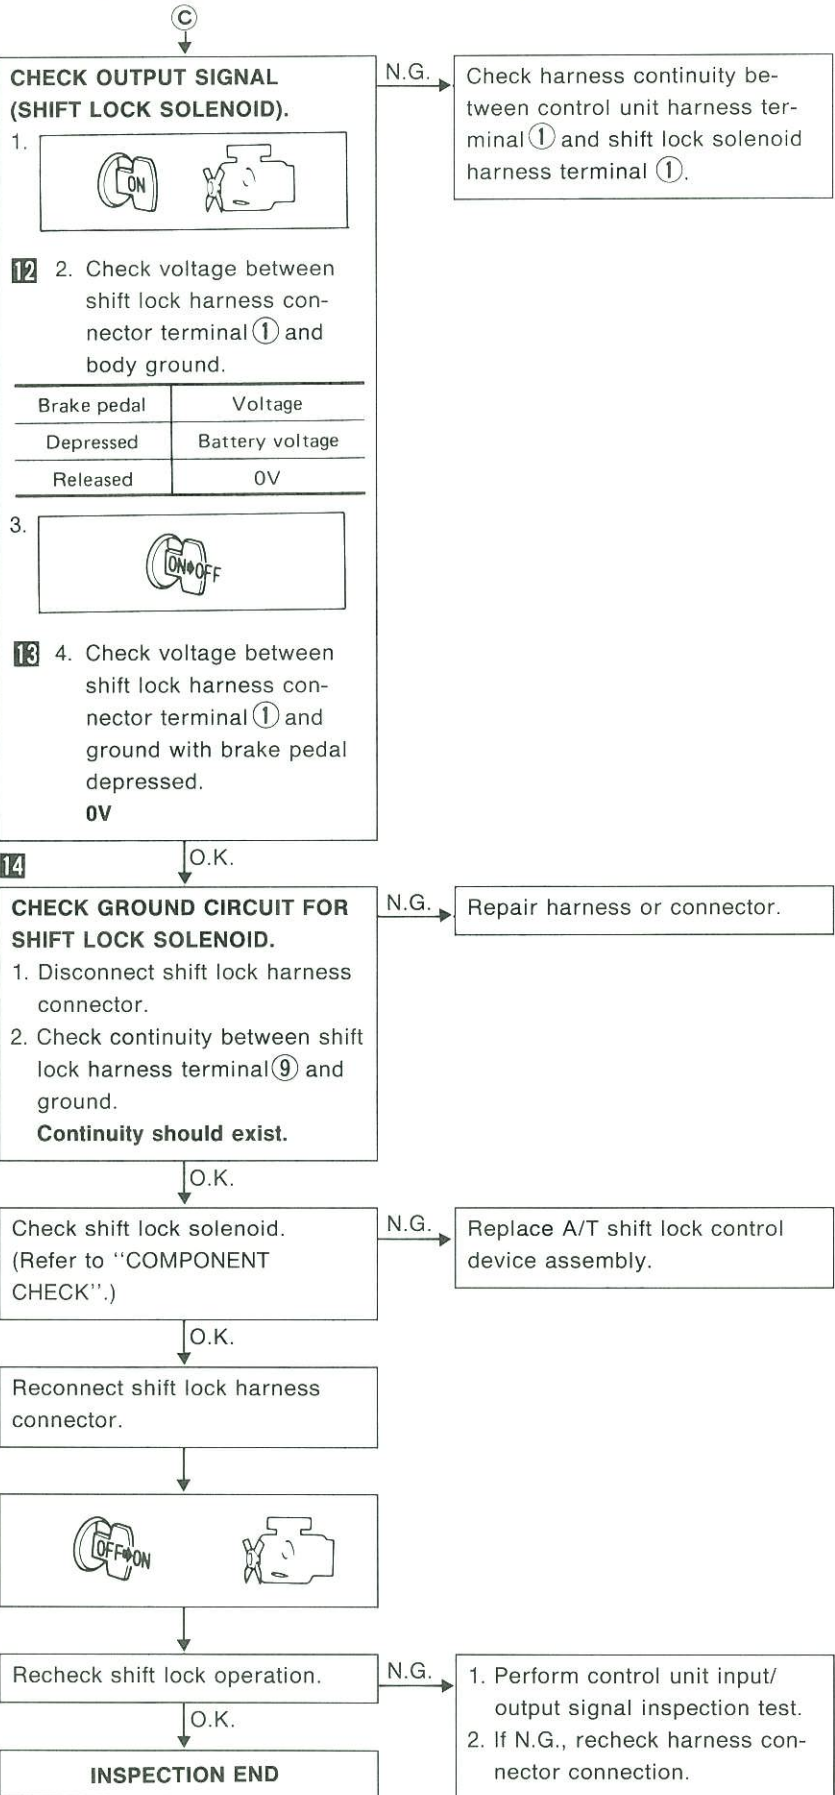 C
CHECK OUTPUT SIGNAL
(SHIFT LOCK SOLENOID).
1.
ON
12 2. Check voltage between
shift lock harness con-
nector terminal ① and
body ground.
Brake pedal Voltage
Depressed Battery voltage
Released 0V
3.
ON➧OFF
13 4. Check voltage between
shift lock harness con-
nector terminal ① and
ground with brake pedal
depressed.
0V
N.G.
Check harness continuity be-
tween control unit harness ter-
minal ① and shift lock solenoid
harness terminal ①.
O.K.
14
CHECK GROUND CIRCUIT FOR
SHIFT LOCK SOLENOID.
1. Disconnect shift lock harness
connector.
2. Check continuity between shift
lock harness terminal ⑨ and
ground.
Continuity should exist.
N.G.
Repair harness or connector.
O.K.
Check shift lock solenoid.
(Refer to "COMPONENT
CHECK".)
N.G.
Replace A/T shift lock control
device assembly.
O.K.
Reconnect shift lock harness
connector.
OFF➧ON
Recheck shift lock operation.
N.G.
1. Perform control unit input/
output signal inspection test.
2. If N.G., recheck harness con-
nector connection.
O.K.
INSPECTION END